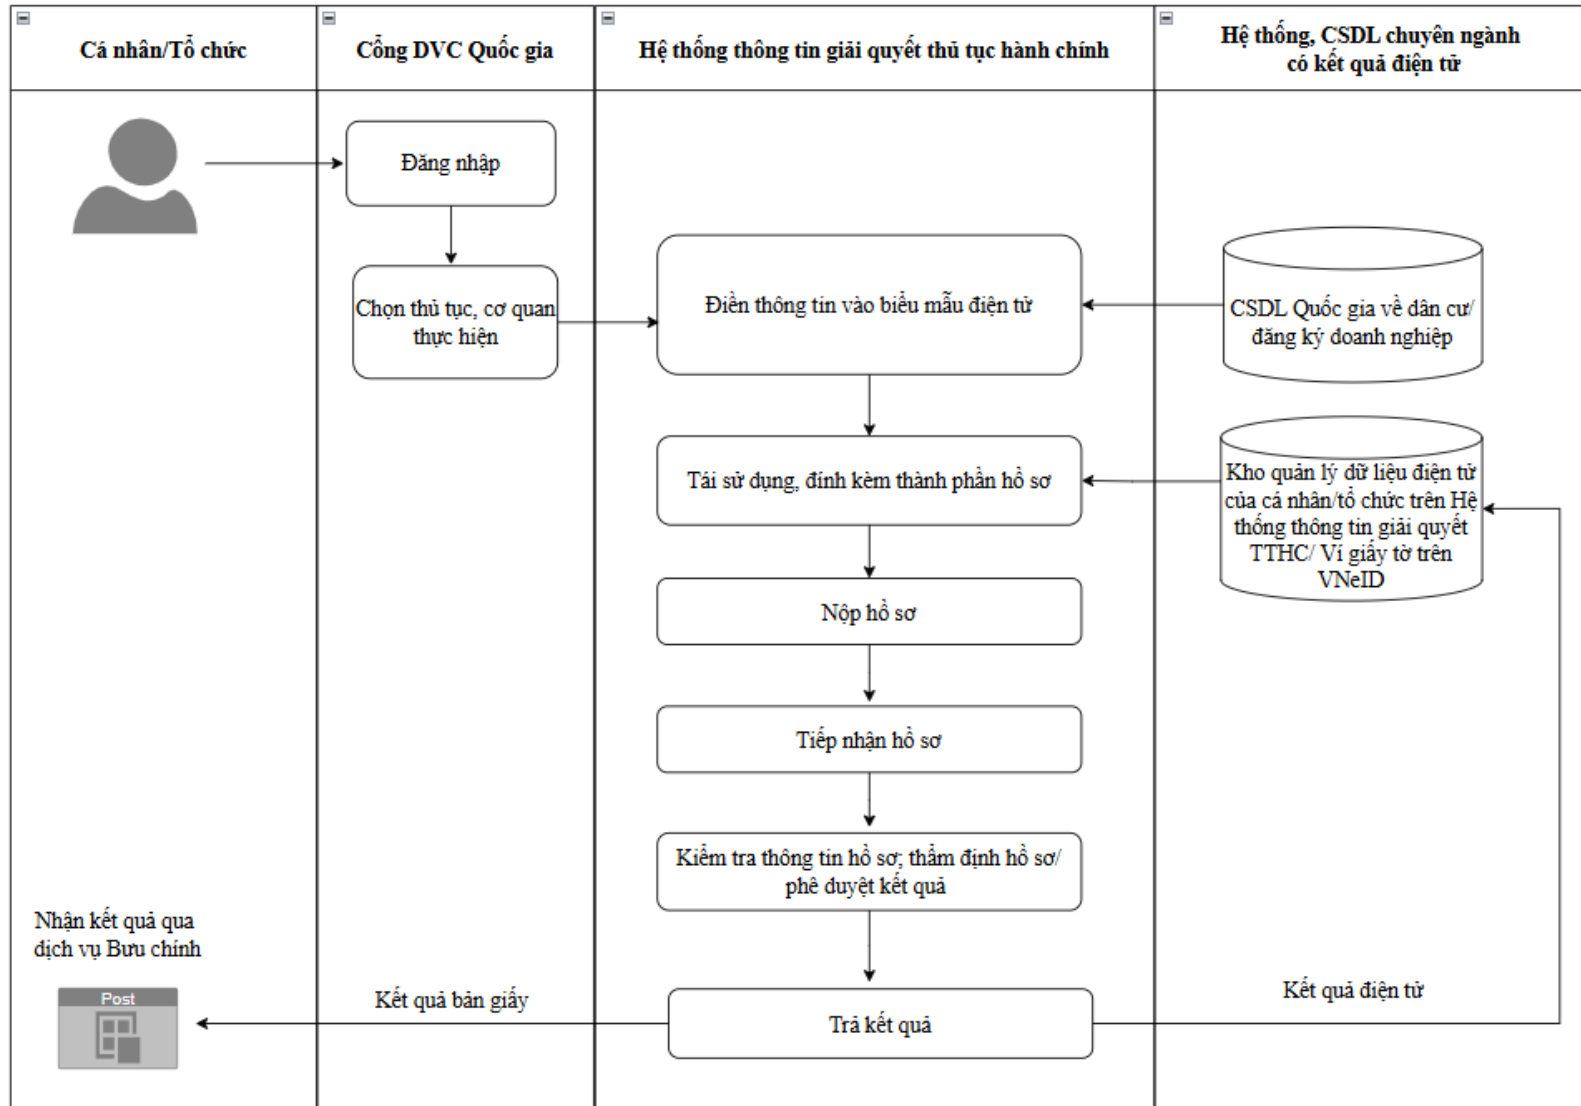 Cá nhân/Tổ chức
Cổng DVC Quốc gia
Hệ thống thông tin giải quyết thủ tục hành chính
Hệ thống, CSDL chuyên ngành
có kết quả điện tử
Đăng nhập
Chọn thủ tục, cơ quan
thực hiện
Điền thông tin vào biểu mẫu điện tử
CSDL Quốc gia về dân cư/
đăng ký doanh nghiệp
Tái sử dụng, đính kèm thành phần hồ sơ
Kho quản lý dữ liệu điện tử
của cá nhân/tổ chức trên Hệ
thống thông tin giải quyết
TTHC/ Ví giấy tờ trên
VNeID
Nộp hồ sơ
Tiếp nhận hồ sơ
Kiểm tra thông tin hồ sơ; thẩm định hồ sơ/
phê duyệt kết quả
Nhận kết quả qua
dịch vụ Bưu chính
Post
Kết quả bản giấy
Trả kết quả
Kết quả điện tử